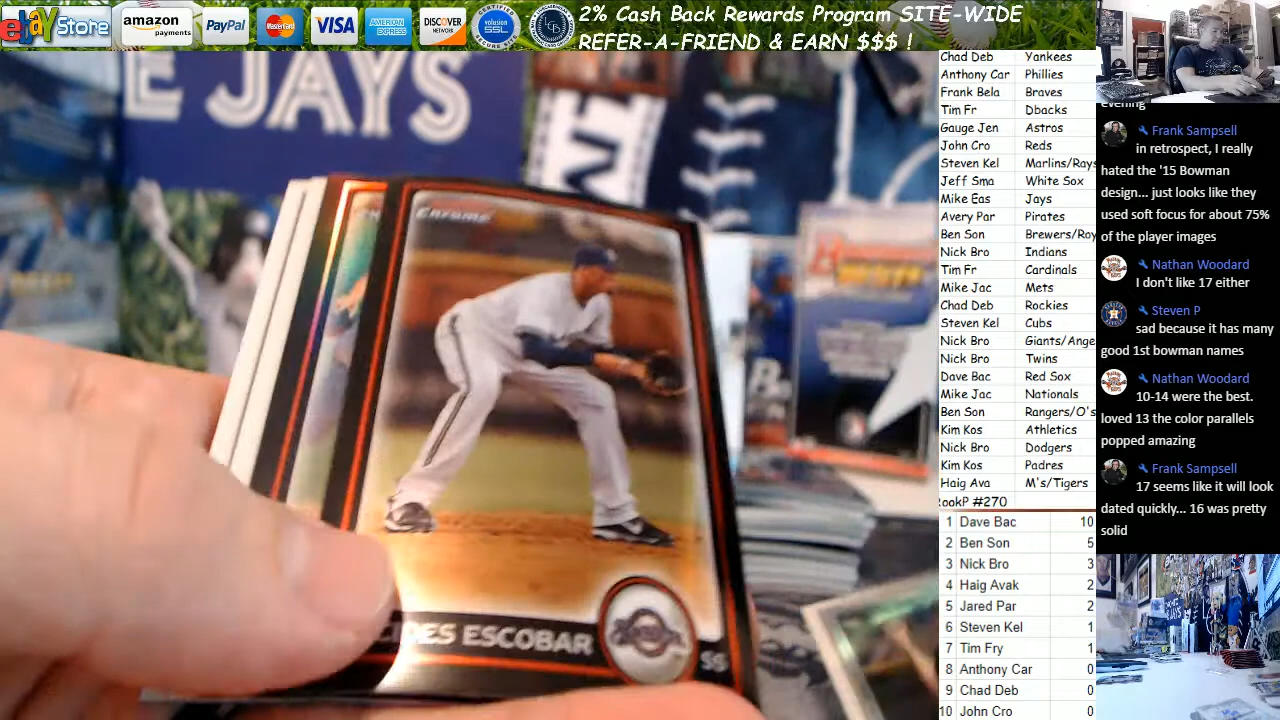 ebay Store
amazon payments
PayPal
MasterCard
VISA
AMERICAN EXPRESS
DISCOVER NETWORK
volusion SSL
2% Cash Back Rewards Program SITE-WIDE
REFER-A-FRIEND & EARN $$$ !
E JAYS
Chrome
DES ESCOBAR
SS
Chad Deb Yankees
Anthony Car Phillies
Frank Bela Braves
Tim Fr Dbacks
Gauge Jen Astros
John Cro Reds
Steven Kel Marlins/Rays
Jeff Sma White Sox
Mike Eas Jays
Avery Par Pirates
Ben Son Brewers/Roy
Nick Bro Indians
Tim Fr Cardinals
Mike Jac Mets
Chad Deb Rockies
Steven Kel Cubs
Nick Bro Giants/Ange
Nick Bro Twins
Dave Bac Red Sox
Mike Jac Nationals
Ben Son Rangers/O's
Kim Kos Athletics
Nick Bro Dodgers
Kim Kos Padres
Haig Ava M's/Tigers
RookP #270
1 Dave Bac 10
2 Ben Son 5
3 Nick Bro 3
4 Haig Avak 2
5 Jared Par 2
6 Steven Kel 1
7 Tim Fry 1
8 Anthony Car 0
9 Chad Deb 0
10 John Cro 0
evening
Frank Sampsell
in retrospect, I really
hated the '15 Bowman
design... just looks like they
used soft focus for about 75%
of the player images
Nathan Woodard
I don't like 17 either
Steven P
sad because it has many
good 1st bowman names
Nathan Woodard
10-14 were the best.
loved 13 the color parallels
popped amazing
Frank Sampsell
17 seems like it will look
dated quickly... 16 was pretty
solid